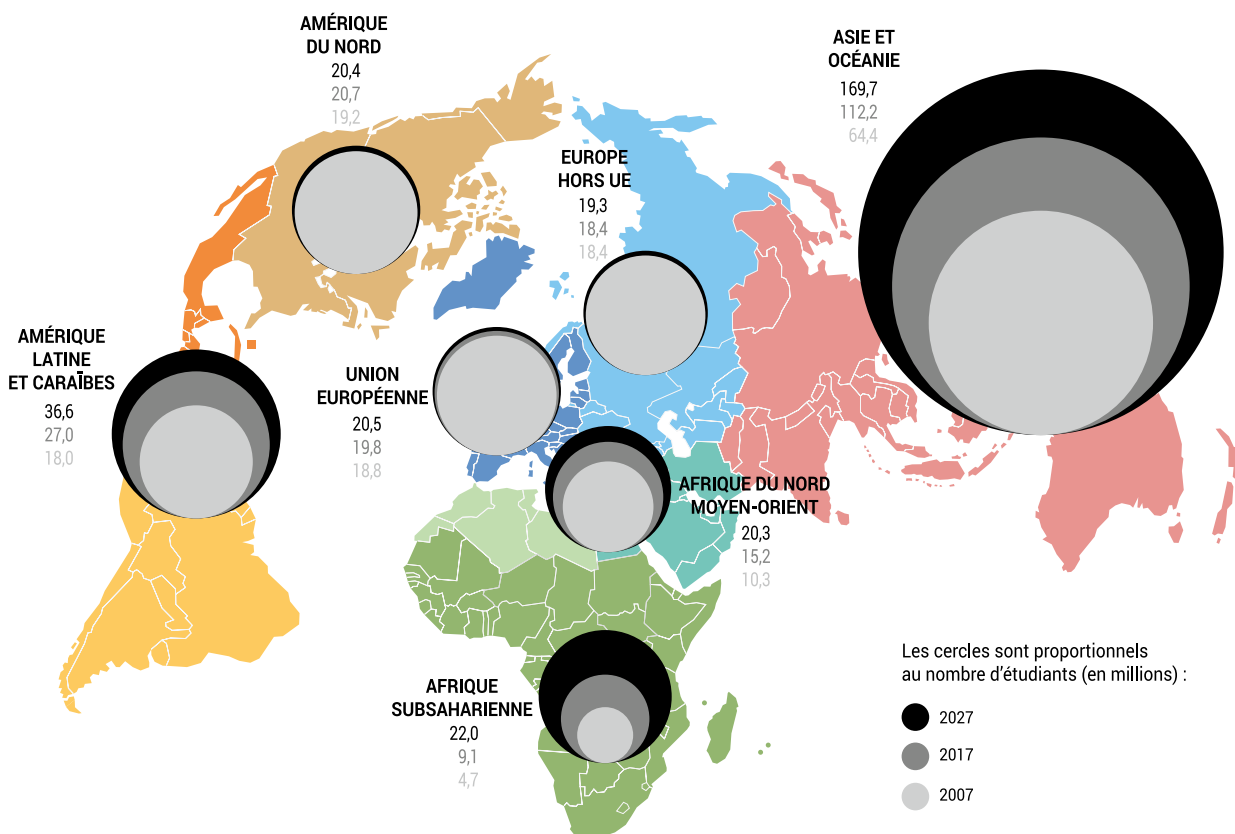 AMÉRIQUE
DU NORD
20,4
20,7
19,2
ASIE ET
OCÉANIE
169,7
112,2
64,4
EUROPE
HORS UE
19,3
18,4
18,4
AMÉRIQUE
LATINE
ET CARAÏBES
36,6
27,0
18,0
UNION
EUROPÉENNE
20,5
19,8
18,8
AFRIQUE DU NORD
MOYEN-ORIENT
20,3
15,2
10,3
AFRIQUE
SUBSAHARIENNE
22,0
9,1
4,7
Les cercles sont proportionnels
au nombre d’étudiants (en millions) :
2027
2017
2007